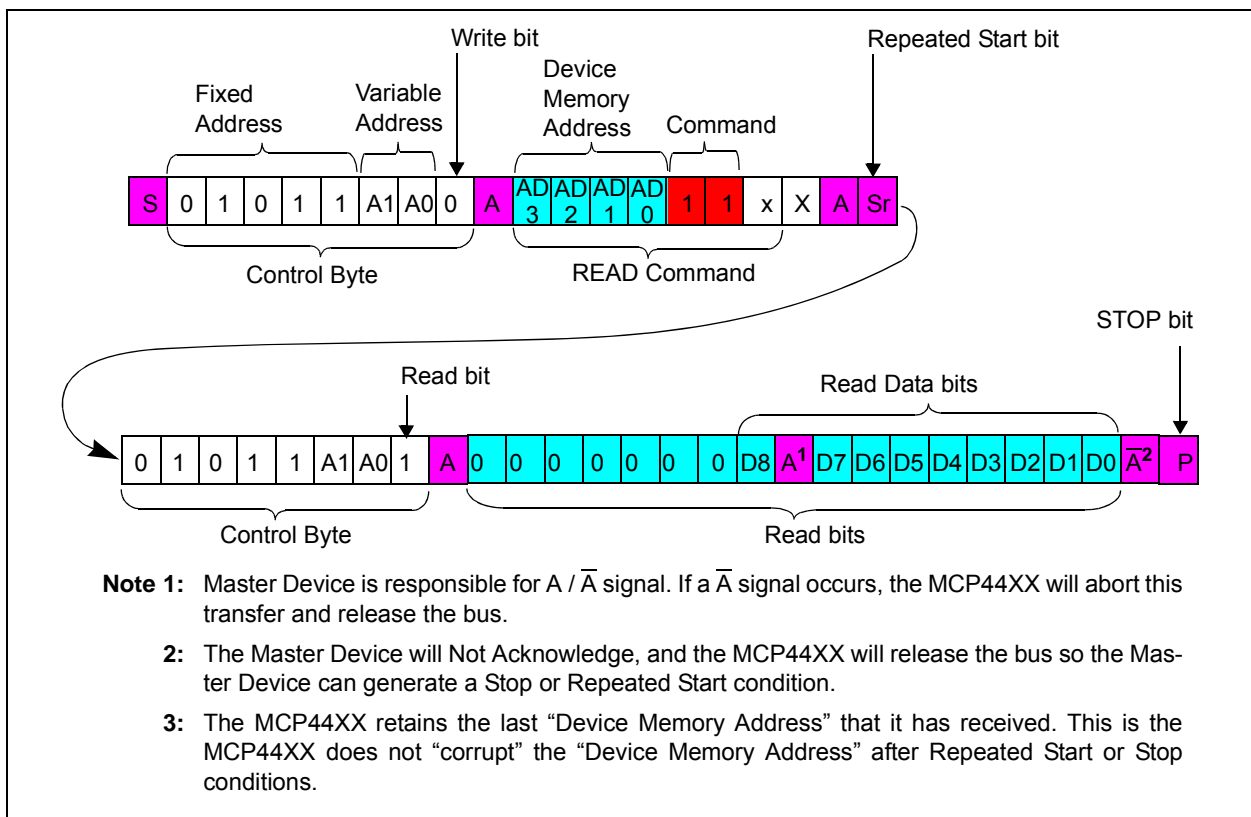 Write bit
Repeated Start bit
Fixed Address
Variable Address
Device Memory Address
Command
S 0 1 0 1 1 A1 A0 0 A AD3 AD2 AD1 AD0 1 1 x X A Sr
Control Byte
READ Command
STOP bit
Read bit
Read Data bits
0 1 0 1 1 A1 A0 1 A 0 0 0 0 0 0 0 D8 A¹ D7 D6 D5 D4 D3 D2 D1 D0 A̅² P
Control Byte
Read bits
Note 1: Master Device is responsible for A / A̅ signal. If a A̅ signal occurs, the MCP44XX will abort this
transfer and release the bus.
2: The Master Device will Not Acknowledge, and the MCP44XX will release the bus so the Mas-
ter Device can generate a Stop or Repeated Start condition.
3: The MCP44XX retains the last “Device Memory Address” that it has received. This is the
MCP44XX does not “corrupt” the “Device Memory Address” after Repeated Start or Stop
conditions.